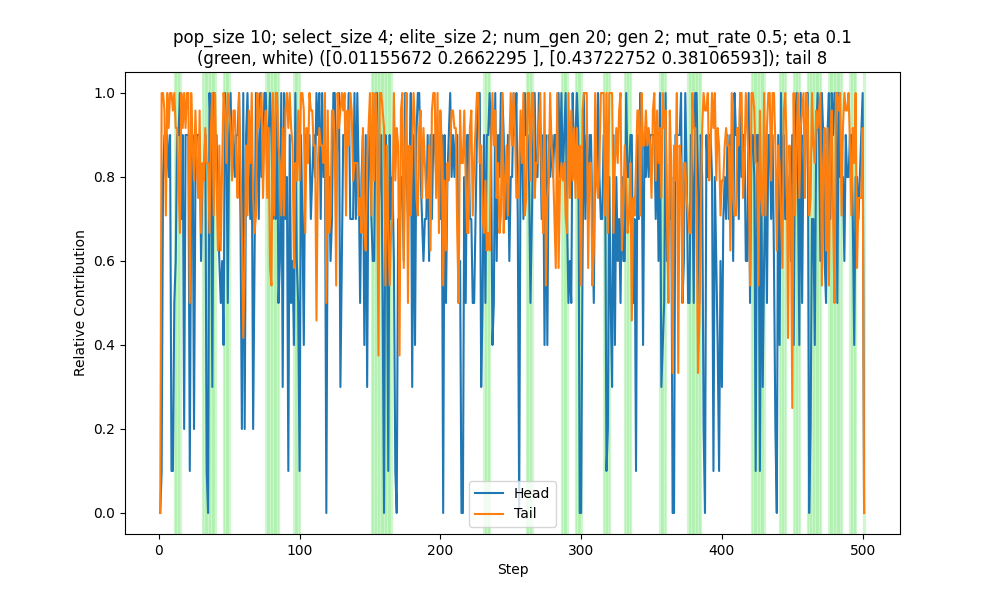 pop_size 10; select_size 4; elite_size 2; num_gen 20; gen 2; mut_rate 0.5; eta 0.1
(green, white) ([0.01155672 0.2662295 ], [0.43722752 0.38106593]); tail 8
1.0
0.8
0.6
0.4
0.2
0.0
Relative Contribution
Head
Tail
0 100 200 300 400 500
Step